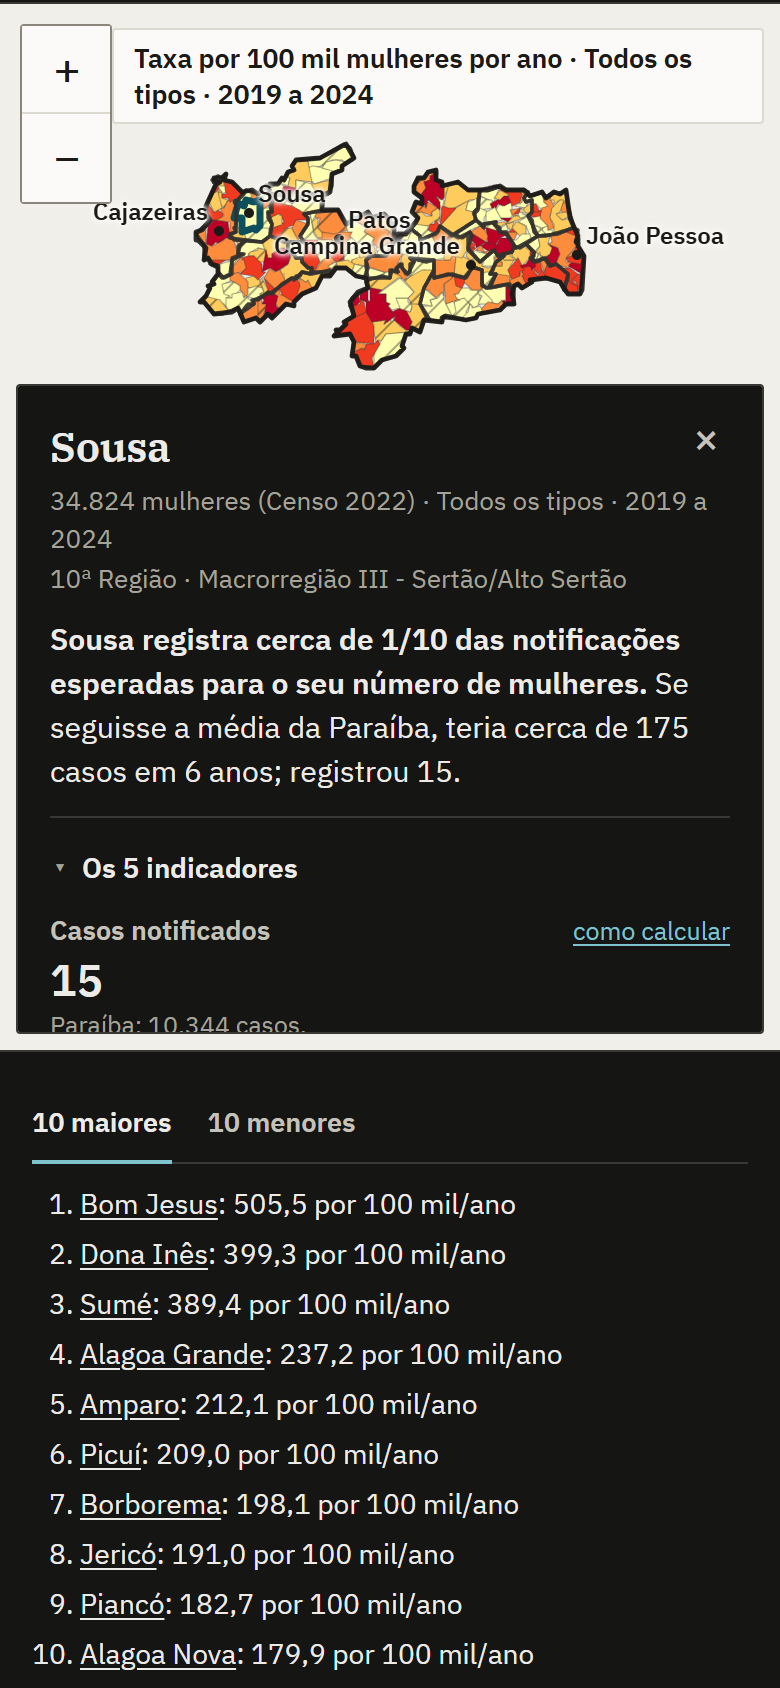 +
−
Taxa por 100 mil mulheres por ano · Todos os
tipos · 2019 a 2024
Sousa
Cajazeiras
Patos
Campina Grande
João Pessoa
Sousa
×
34.824 mulheres (Censo 2022) · Todos os tipos · 2019 a
2024
10ª Região · Macrorregião III - Sertão/Alto Sertão
Sousa registra cerca de 1/10 das notificações
esperadas para o seu número de mulheres. Se
seguisse a média da Paraíba, teria cerca de 175
casos em 6 anos; registrou 15.
▾ Os 5 indicadores
Casos notificados como calcular
15
Paraíba: 10.344 casos.
10 maiores 10 menores
1. Bom Jesus: 505,5 por 100 mil/ano
2. Dona Inês: 399,3 por 100 mil/ano
3. Sumé: 389,4 por 100 mil/ano
4. Alagoa Grande: 237,2 por 100 mil/ano
5. Amparo: 212,1 por 100 mil/ano
6. Picuí: 209,0 por 100 mil/ano
7. Borborema: 198,1 por 100 mil/ano
8. Jericó: 191,0 por 100 mil/ano
9. Piancó: 182,7 por 100 mil/ano
10. Alagoa Nova: 179,9 por 100 mil/ano